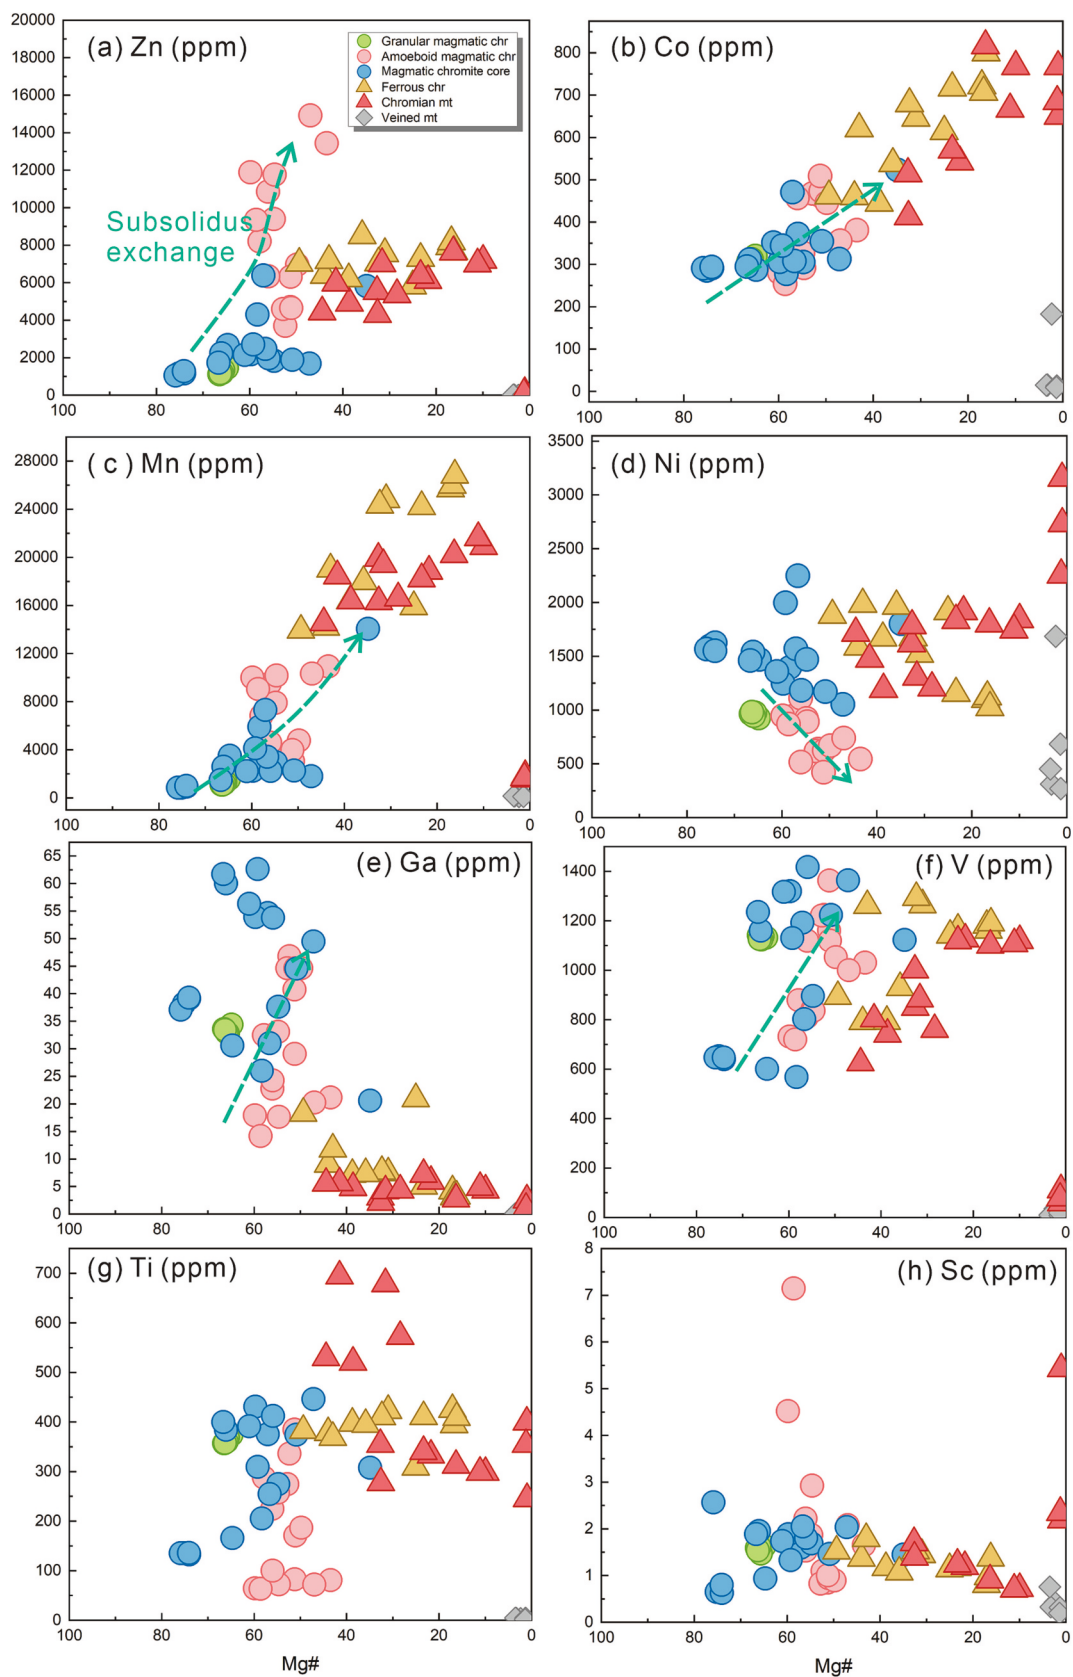 (a) Zn (ppm)
Granular magmatic chr
Amoeboid magmatic chr
Magmatic chromite core
Ferrous chr
Chromian mt
Veined mt
Subsolidus
exchange
20000
18000
16000
14000
12000
10000
8000
6000
4000
2000
0
100 80 60 40 20 0
(b) Co (ppm)
800
700
600
500
400
300
200
100
0
100 80 60 40 20 0
( c ) Mn (ppm)
28000
24000
20000
16000
12000
8000
4000
0
100 80 60 40 20 0
(d) Ni (ppm)
3500
3000
2500
2000
1500
1000
500
0
100 80 60 40 20 0
(e) Ga (ppm)
65
60
55
50
45
40
35
30
25
20
15
10
5
0
100 80 60 40 20 0
(f) V (ppm)
1400
1200
1000
800
600
400
200
0
100 80 60 40 20 0
(g) Ti (ppm)
700
600
500
400
300
200
100
0
100 80 60 40 20 0
Mg#
(h) Sc (ppm)
8
7
6
5
4
3
2
1
0
100 80 60 40 20 0
Mg#